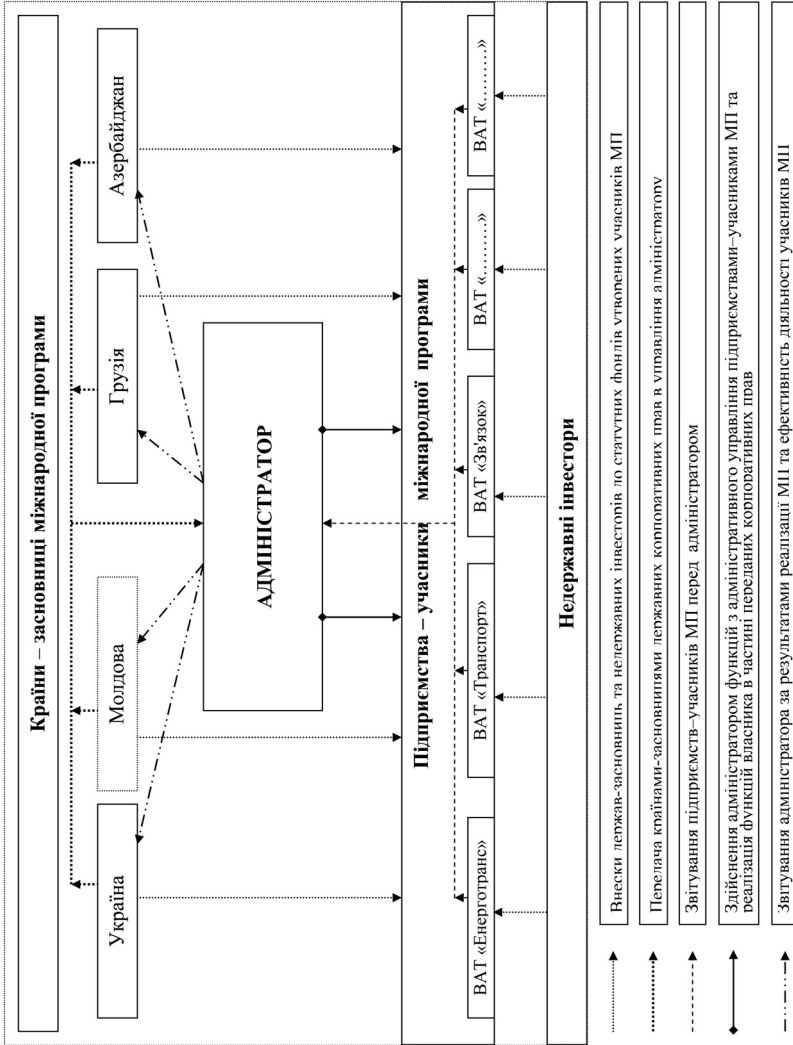 Країни – засновниці міжнародної програми
Україна
Молдова
Грузія
Азербайджан
АДМІНІСТРАТОР
Підприємства – учасники міжнародної програми
ВАТ «Енерготранс»
ВАТ «Транспорт»
ВАТ «Зв'язок»
ВАТ «.........»
ВАТ «.........»
Недержавні інвестори
Внески держав-засновниць та недержавних інвесторів до статутних фондів утворених учасників МП
Передача країнами-засновницями державних корпоративних прав в управління адміністратору
Звітування підприємств–учасників МП перед адміністратором
Здійснення адміністратором функцій з адміністративного управління підприємствами–учасниками МП та
реалізація функцій власника в частині переданих корпоративних прав
Звітування адміністратора за результатами реалізації МП та ефективність діяльності учасників МП